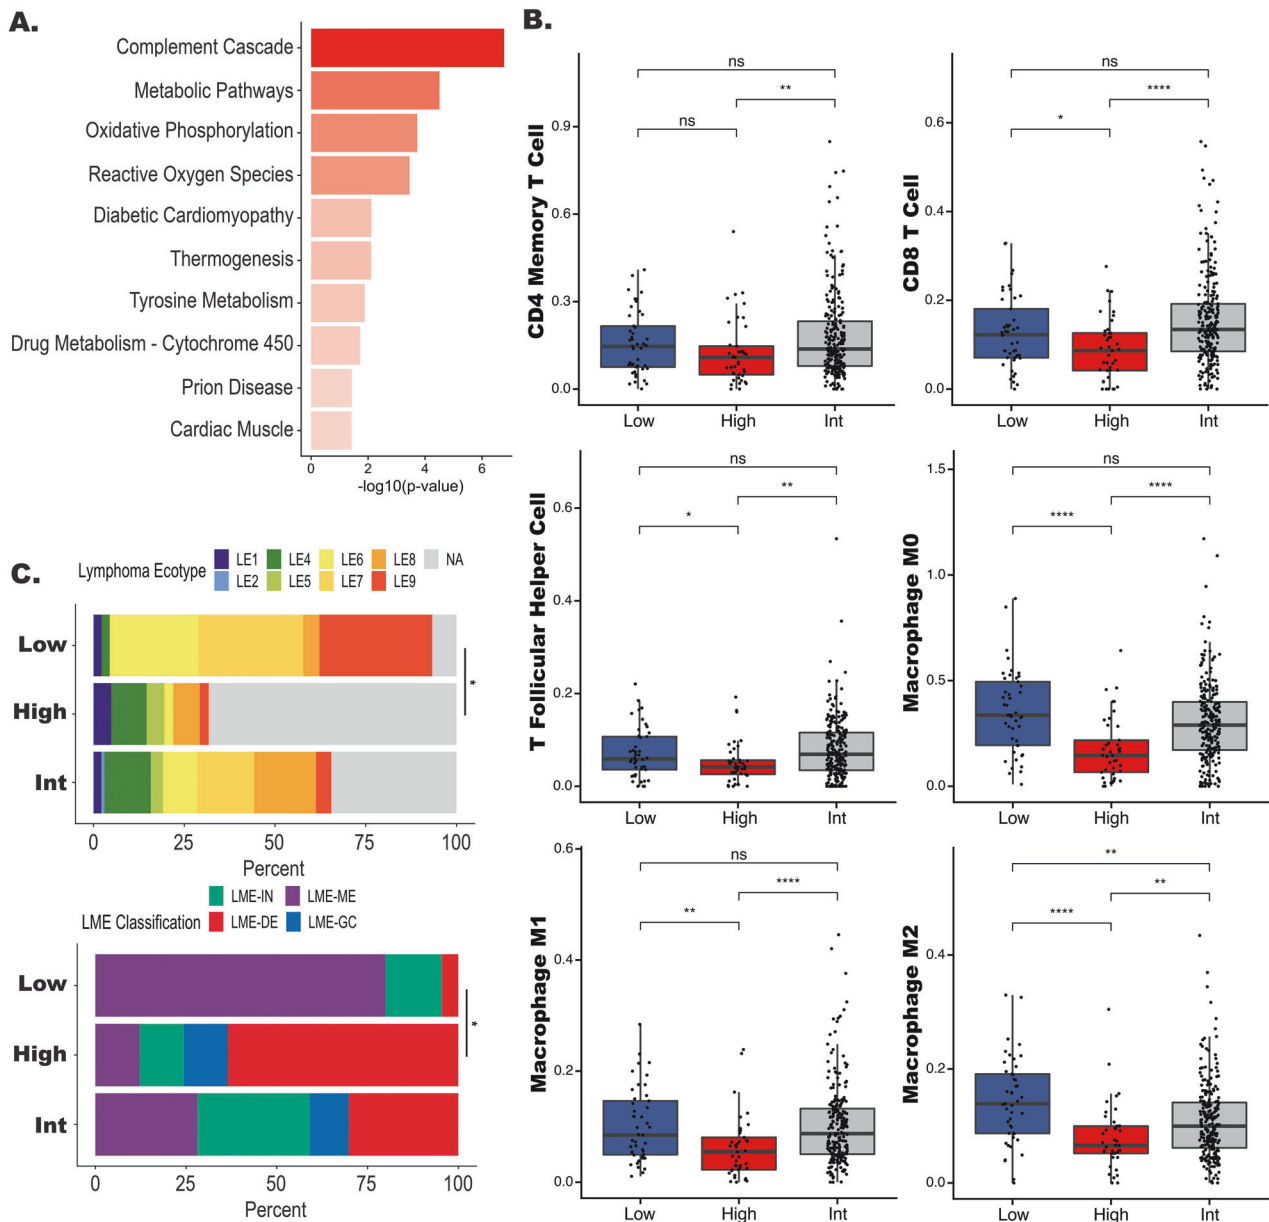 A.
Complement Cascade
Metabolic Pathways
Oxidative Phosphorylation
Reactive Oxygen Species
Diabetic Cardiomyopathy
Thermogenesis
Tyrosine Metabolism
Drug Metabolism - Cytochrome 450
Prion Disease
Cardiac Muscle
0 2 4 6
-log10(p-value)
B.
CD4 Memory T Cell
0.9
0.6
0.3
0.0
ns
**
ns
Low High Int
CD8 T Cell
0.6
0.4
0.2
0.0
ns
****
*
Low High Int
T Follicular Helper Cell
0.6
0.4
0.2
0.0
ns
**
*
Low High Int
Macrophage M0
1.5
1.0
0.5
0.0
ns
****
****
Low High Int
Macrophage M1
0.6
0.4
0.2
0.0
ns
****
**
Low High Int
Macrophage M2
0.4
0.2
0.0
**
**
****
Low High Int
C.
Lymphoma Ecotype
LE1 LE4 LE6 LE8 NA
LE2 LE5 LE7 LE9
Low
High
Int
*
0 25 50 75 100
Percent
LME Classification
LME-IN LME-ME
LME-DE LME-GC
Low
High
Int
*
0 25 50 75 100
Percent